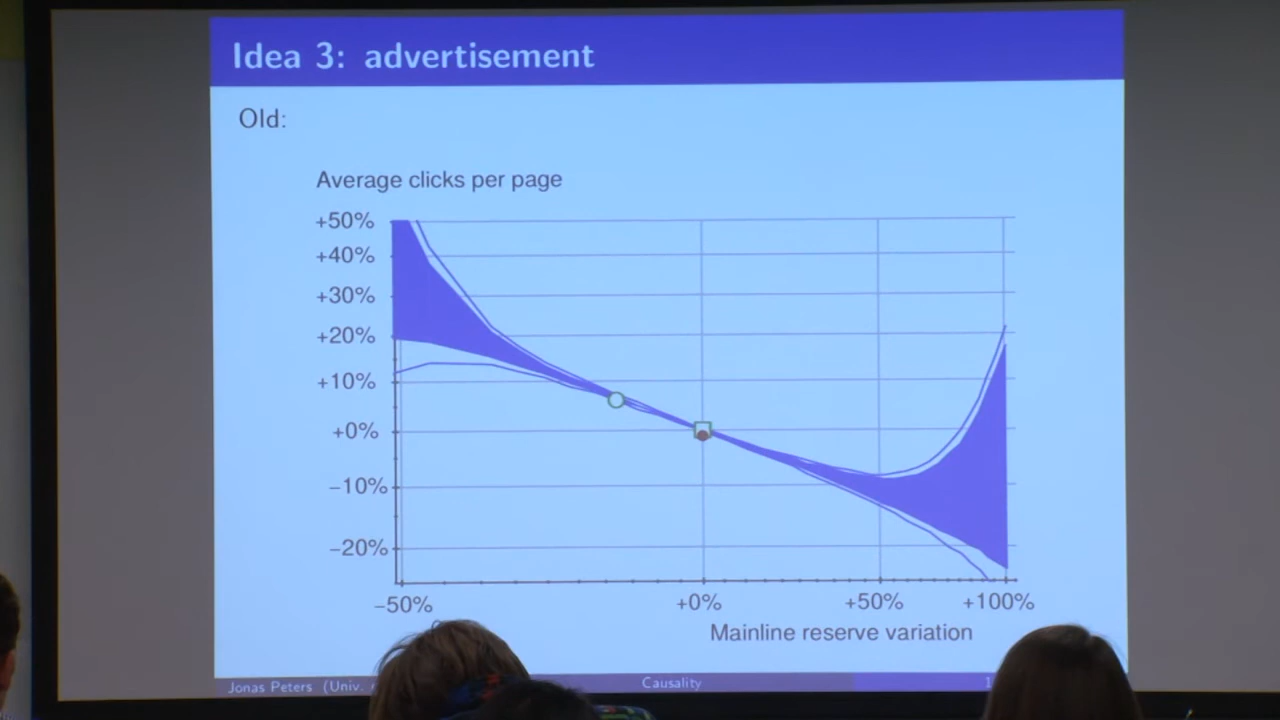 Idea 3: advertisement
Old:
Average clicks per page
+50%
+40%
+30%
+20%
+10%
+0%
−10%
−20%
−50% +0% +50% +100%
Mainline reserve variation
Jonas Peters (Univ. Causality